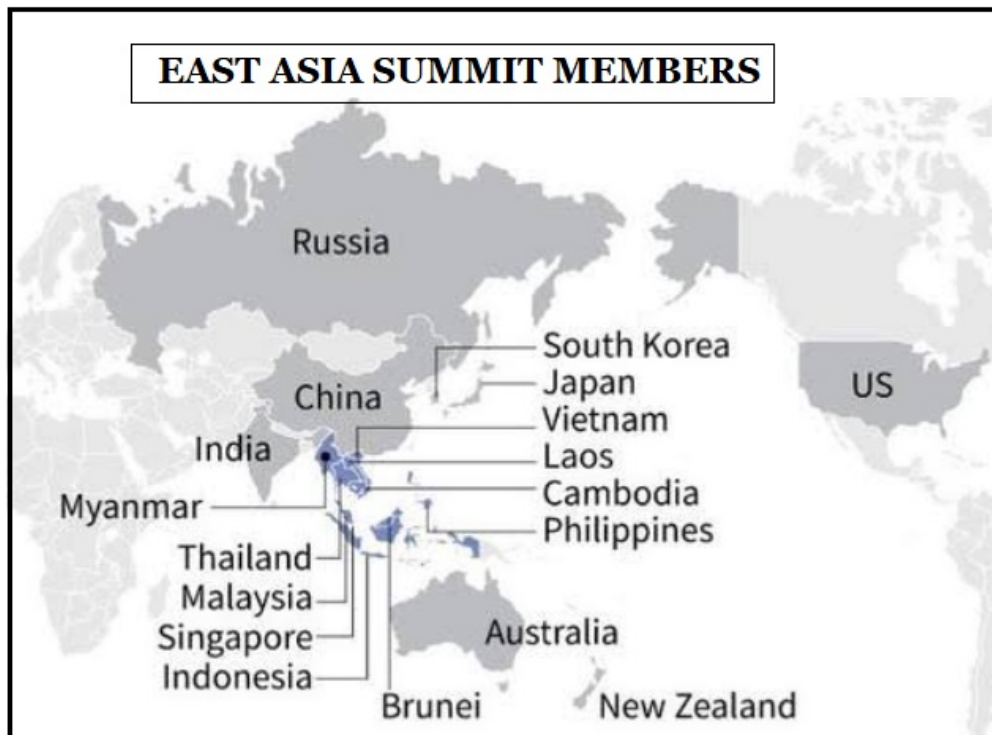 EAST ASIA SUMMIT MEMBERS
Russia
South Korea
China
Japan
US
Vietnam
India
Laos
Myanmar
Cambodia
Philippines
Thailand
Malaysia
Singapore
Australia
Indonesia
Brunei
New Zealand